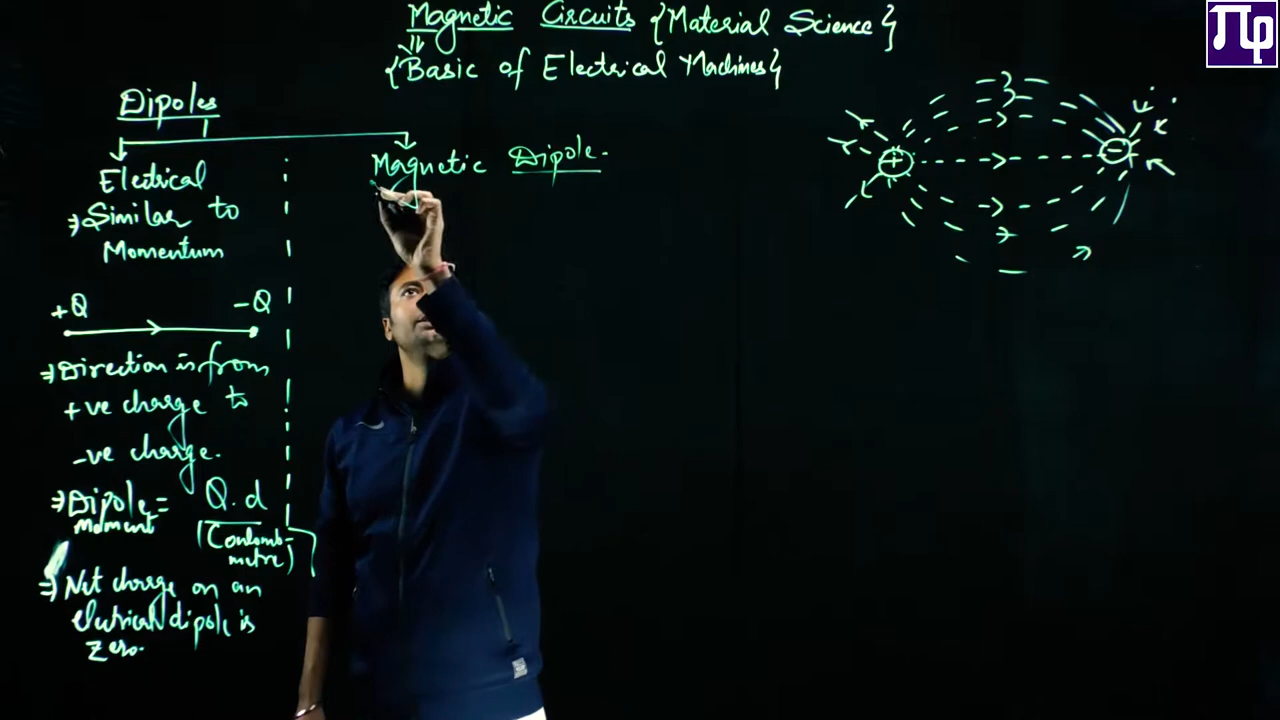 Magnetic Circuits {Material Science}
{Basic of Electrical Machines}
Dipoles
Electrical
⇒ Similar to
Momentum
+Q -Q
⇒ Direction is from
+ve charge to
-ve charge.
⇒ Dipole = Q.d
Moment (Coulomb-
metre)
⇒ Net charge on an
electrical dipole is
zero.
Magnetic Dipole.
+ -
πφ